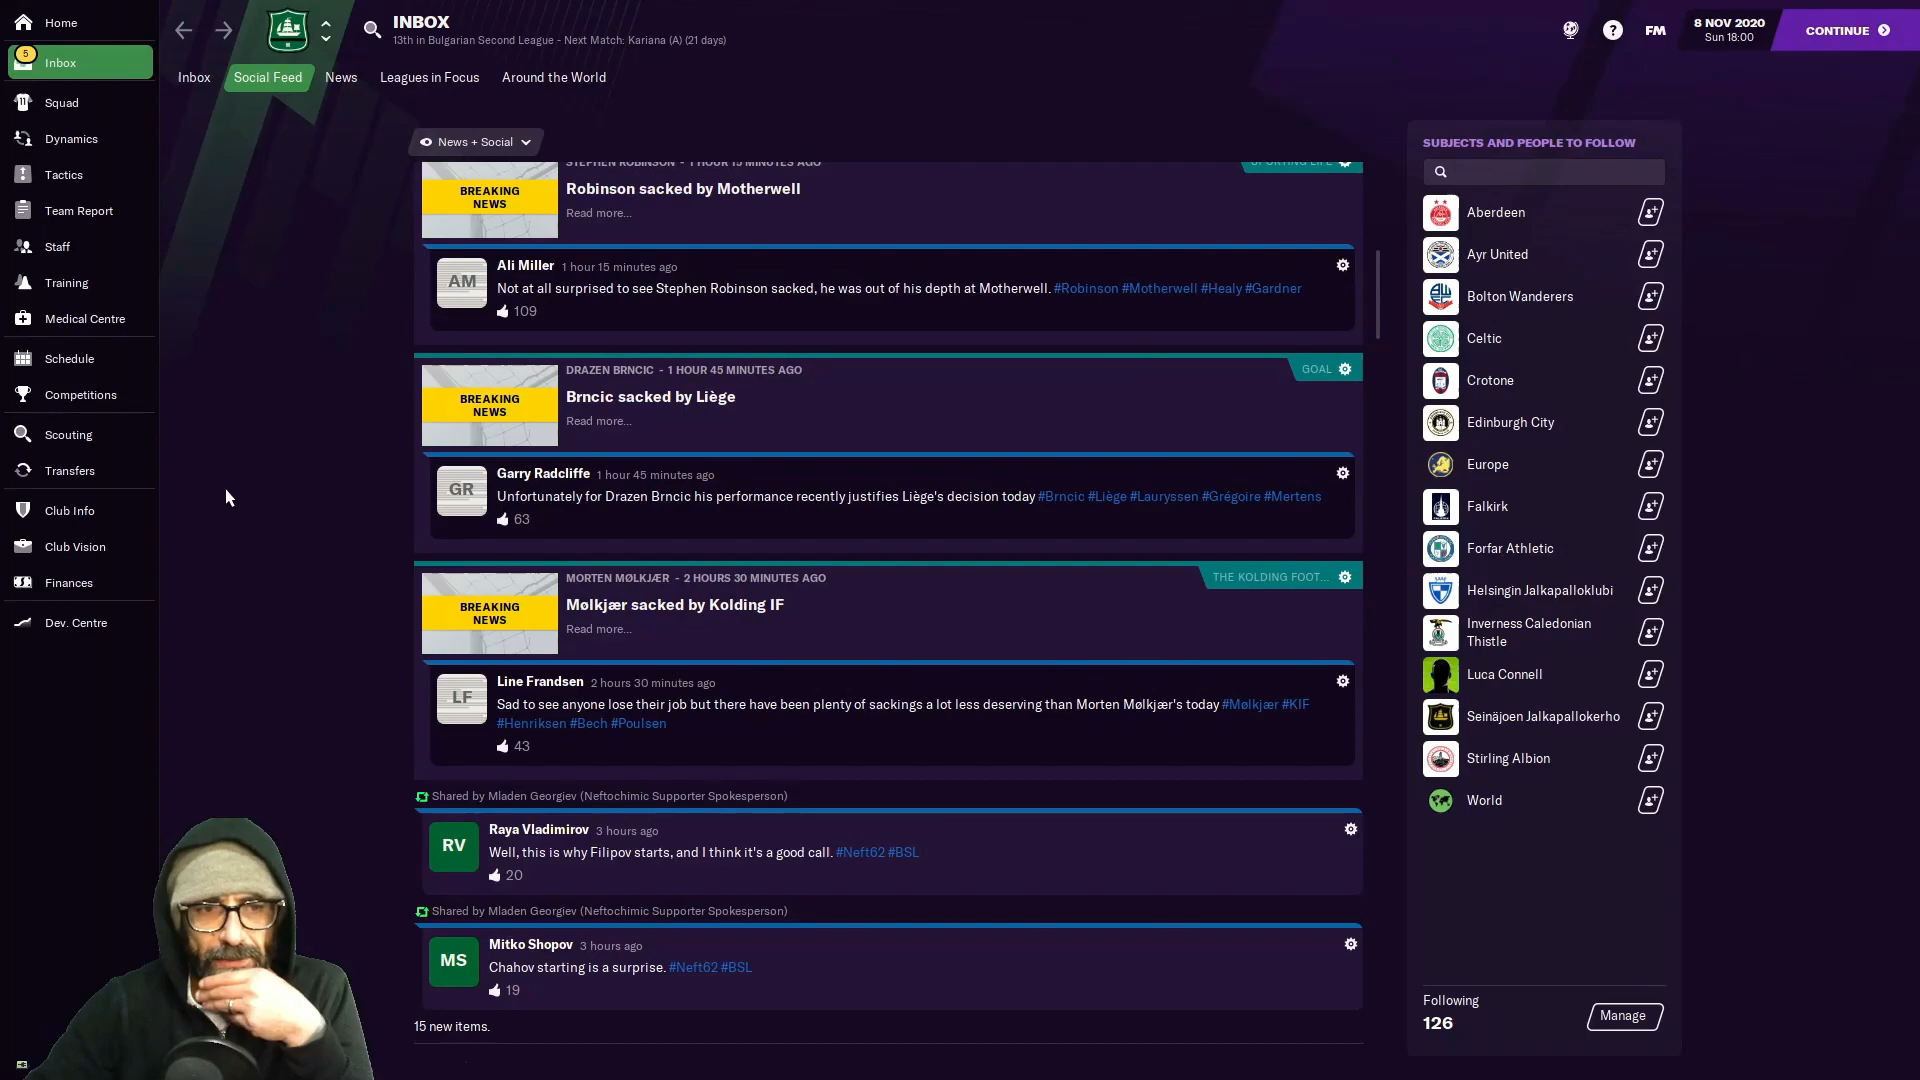 Home
5
Inbox
Squad
Dynamics
Tactics
Team Report
Staff
Training
Medical Centre
Schedule
Competitions
Scouting
Transfers
Club Info
Club Vision
Finances
Dev. Centre
INBOX
13th in Bulgarian Second League - Next Match: Kariana (A) (21 days)
FM
8 NOV 2020
Sun 18:00
CONTINUE
Inbox
Social Feed
News
Leagues in Focus
Around the World
News + Social
STEPHEN ROBINSON - 1 HOUR 15 MINUTES AGO
SPORTING LIFE
BREAKING
NEWS
Robinson sacked by Motherwell
Read more...
AM
Ali Miller 1 hour 15 minutes ago
Not at all surprised to see Stephen Robinson sacked, he was out of his depth at Motherwell. #Robinson #Motherwell #Healy #Gardner
109
DRAZEN BRNCIC - 1 HOUR 45 MINUTES AGO
GOAL
BREAKING
NEWS
Brncic sacked by Liège
Read more...
GR
Garry Radcliffe 1 hour 45 minutes ago
Unfortunately for Drazen Brncic his performance recently justifies Liège's decision today #Brncic #Liège #Lauryssen #Grégoire #Mertens
63
MORTEN MØLKJÆR - 2 HOURS 30 MINUTES AGO
THE KOLDING FOOT...
BREAKING
NEWS
Mølkjær sacked by Kolding IF
Read more...
LF
Line Frandsen 2 hours 30 minutes ago
Sad to see anyone lose their job but there have been plenty of sackings a lot less deserving than Morten Mølkjær's today #Mølkjær #KIF
#Henriksen #Bech #Poulsen
43
Shared by Mladen Georgiev (Neftochimic Supporter Spokesperson)
RV
Raya Vladimirov 3 hours ago
Well, this is why Filipov starts, and I think it's a good call. #Neft62 #BSL
20
Shared by Mladen Georgiev (Neftochimic Supporter Spokesperson)
MS
Mitko Shopov 3 hours ago
Chahov starting is a surprise. #Neft62 #BSL
19
15 new items.
SUBJECTS AND PEOPLE TO FOLLOW
Aberdeen
Ayr United
Bolton Wanderers
Celtic
Crotone
Edinburgh City
Europe
Falkirk
Forfar Athletic
Helsingin Jalkapalloklubi
Inverness Caledonian
Thistle
Luca Connell
Seinäjoen Jalkapallokerho
Stirling Albion
World
Following
126
Manage